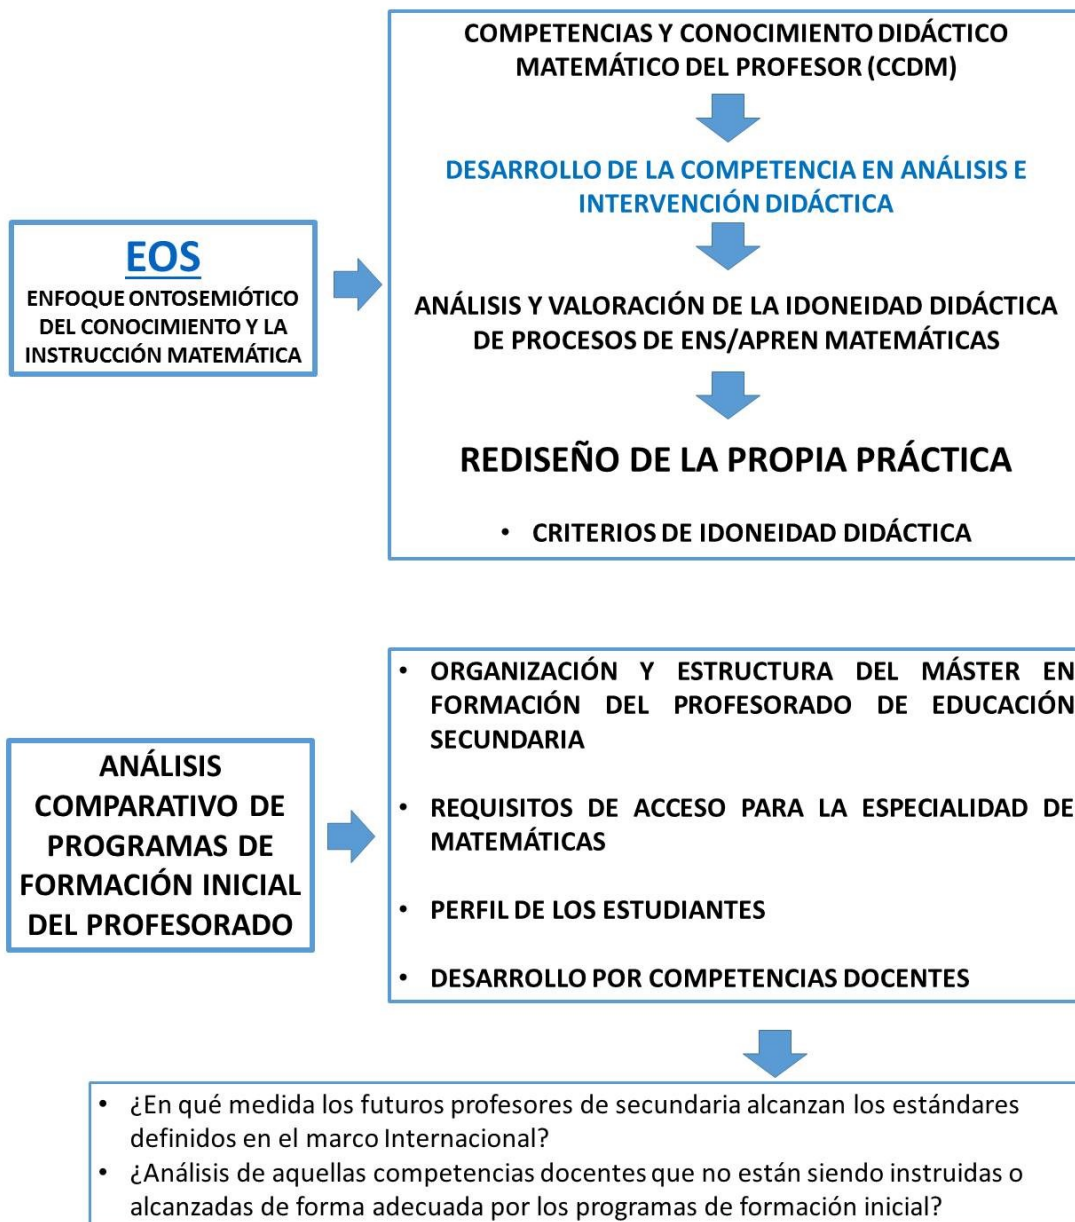 COMPETENCIAS Y CONOCIMIENTO DIDÁCTICO
MATEMÁTICO DEL PROFESOR (CCDM)
DESARROLLO DE LA COMPETENCIA EN ANÁLISIS E
INTERVENCIÓN DIDÁCTICA
EOS
ENFOQUE ONTOSEMIÓTICO
DEL CONOCIMIENTO Y LA
INSTRUCCIÓN MATEMÁTICA
ANÁLISIS Y VALORACIÓN DE LA IDONEIDAD DIDÁCTICA
DE PROCESOS DE ENS/APREN MATEMÁTICAS
REDISEÑO DE LA PROPIA PRÁCTICA
• CRITERIOS DE IDONEIDAD DIDÁCTICA
ANÁLISIS
COMPARATIVO DE
PROGRAMAS DE
FORMACIÓN INICIAL
DEL PROFESORADO
• ORGANIZACIÓN Y ESTRUCTURA DEL MÁSTER EN
FORMACIÓN DEL PROFESORADO DE EDUCACIÓN
SECUNDARIA
• REQUISITOS DE ACCESO PARA LA ESPECIALIDAD DE
MATEMÁTICAS
• PERFIL DE LOS ESTUDIANTES
• DESARROLLO POR COMPETENCIAS DOCENTES
• ¿En qué medida los futuros profesores de secundaria alcanzan los estándares
definidos en el marco Internacional?
• ¿Análisis de aquellas competencias docentes que no están siendo instruidas o
alcanzadas de forma adecuada por los programas de formación inicial?